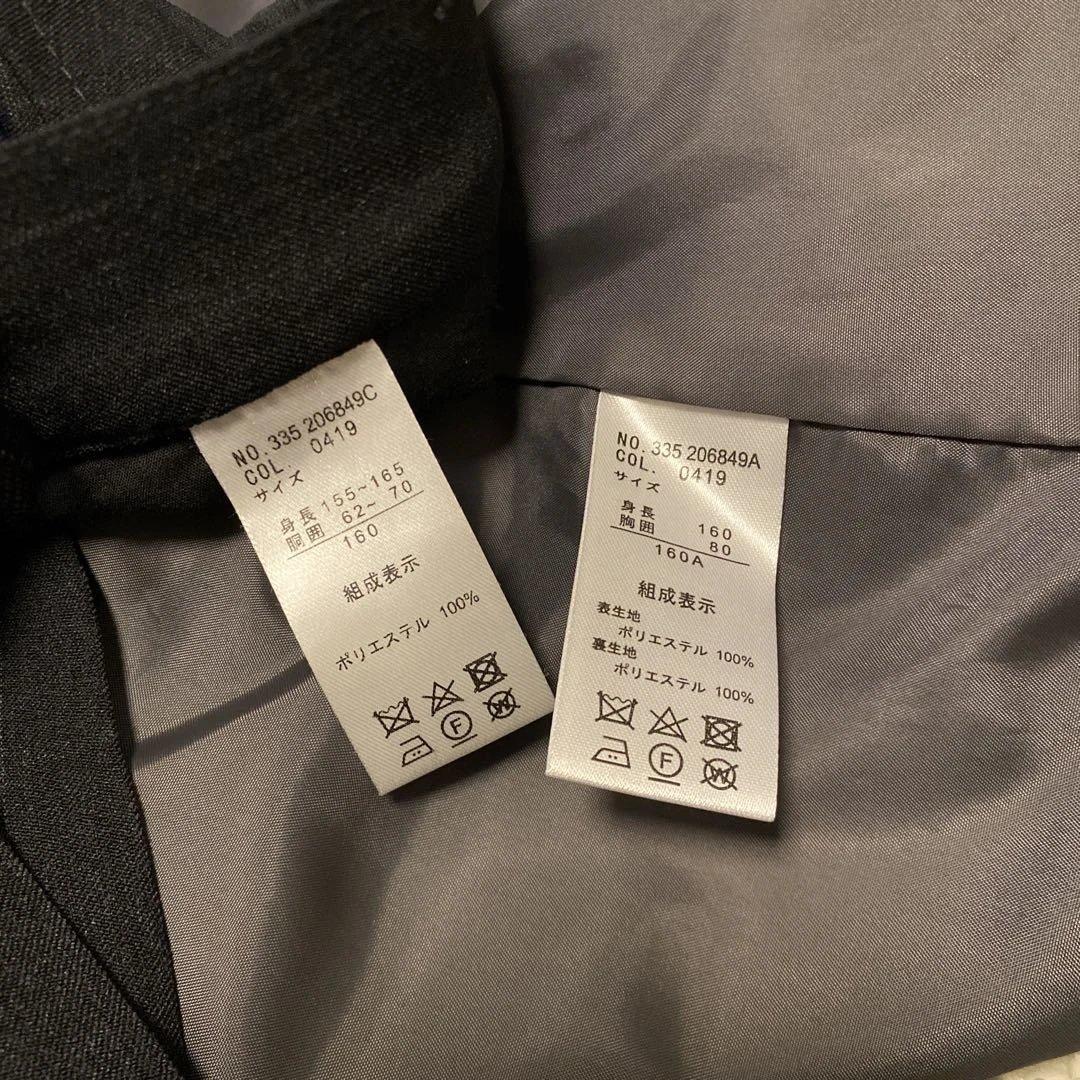 NO. 335 206849C
COL. 0419
サイズ
身長 155~165
胴囲 62~ 70
160
組成表示
ポリエステル 100%
F
W
NO. 335 206849A
COL. 0419
サイズ
身長 160
胸囲 80
160A
組成表示
表生地
ポリエステル 100%
裏生地
ポリエステル 100%
F
W